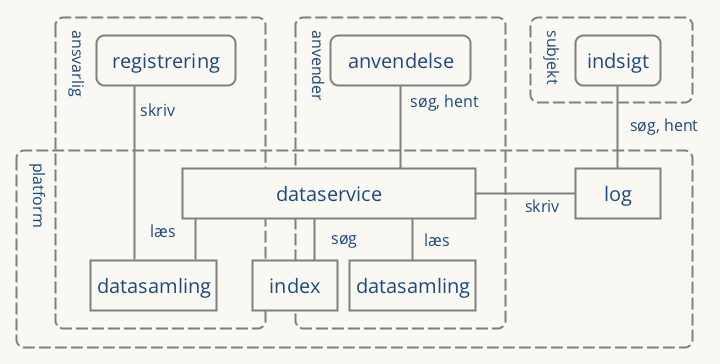 ansvarlig
registrering
skriv
anvender
anvendelse
søg, hent
subjekt
indsigt
søg, hent
platform
dataservice
skriv
log
læs
søg
læs
datasamling
index
datasamling